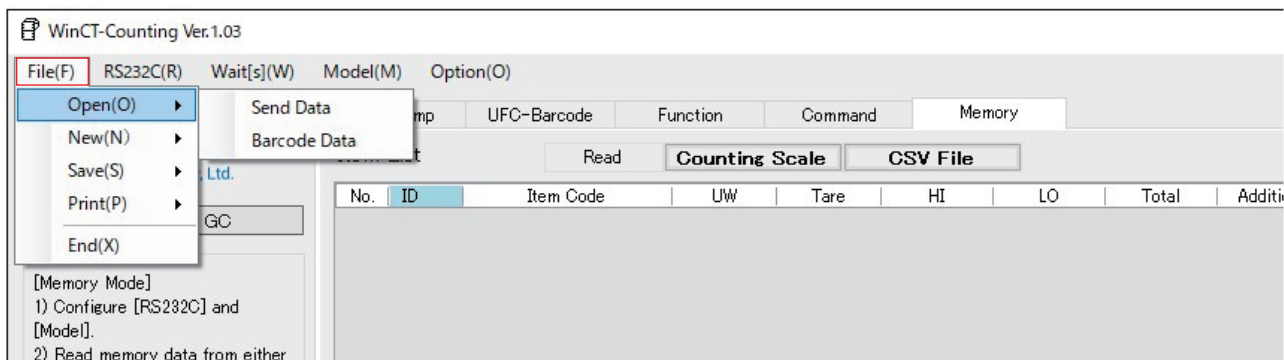 WinCT-Counting Ver.1.03
File(F) RS232C(R) Wait[s](W) Model(M) Option(O)
Open(O) Send Data UFC-Barcode Function Command Memory
New(N) Barcode Data
Save(S) Read Counting Scale CSV File
, Ltd.
Print(P) No. ID Item Code UW Tare HI LO Total
GC
End(X)
[Memory Mode]
1) Configure [RS232C] and
[Model].
2) Read memory data from either